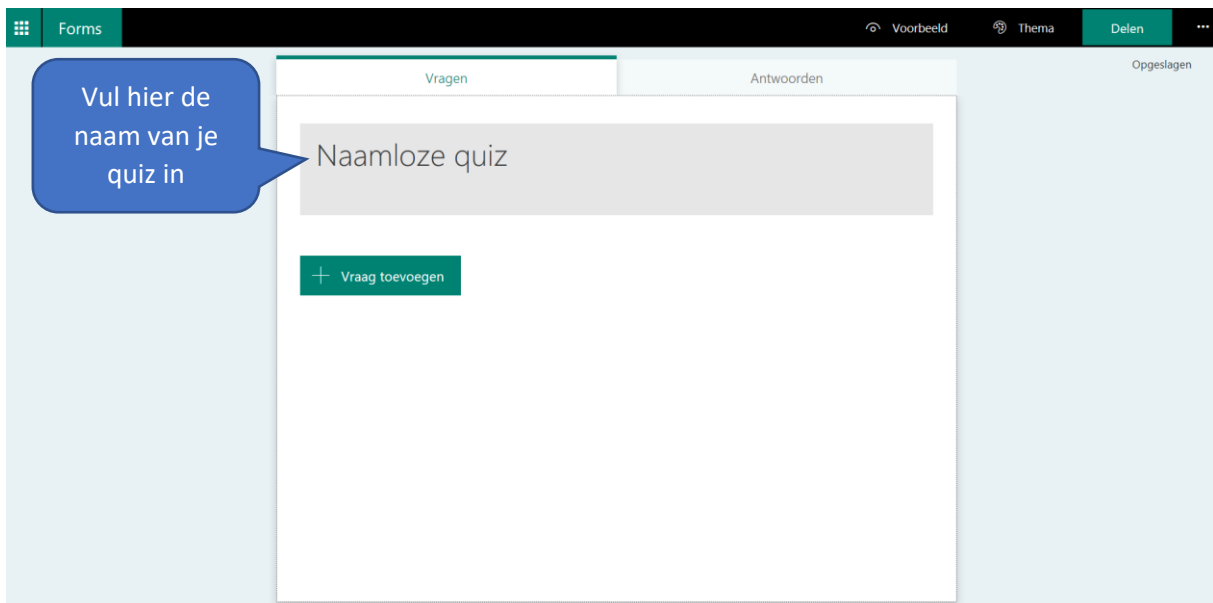 Forms
Voorbeeld
Thema
Delen
Opgeslagen
Vragen
Antwoorden
Vul hier de
naam van je
quiz in
Naamloze quiz
Vraag toevoegen